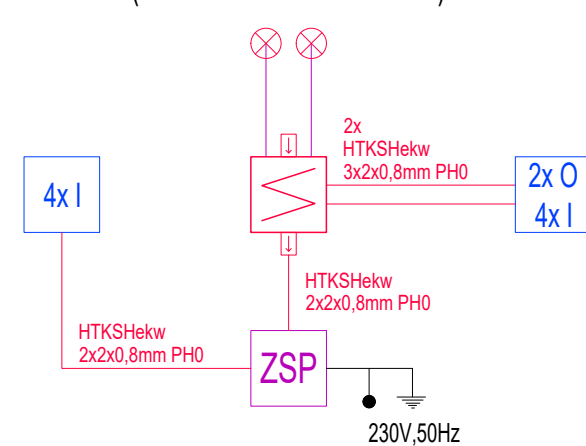 2x
HTKSHekw
3x2x0,8mm PH0
4x I
2x O
4x I
HTKSHekw
2x2x0,8mm PH0
HTKSHekw
2x2x0,8mm PH0
ZSP
230V,50Hz